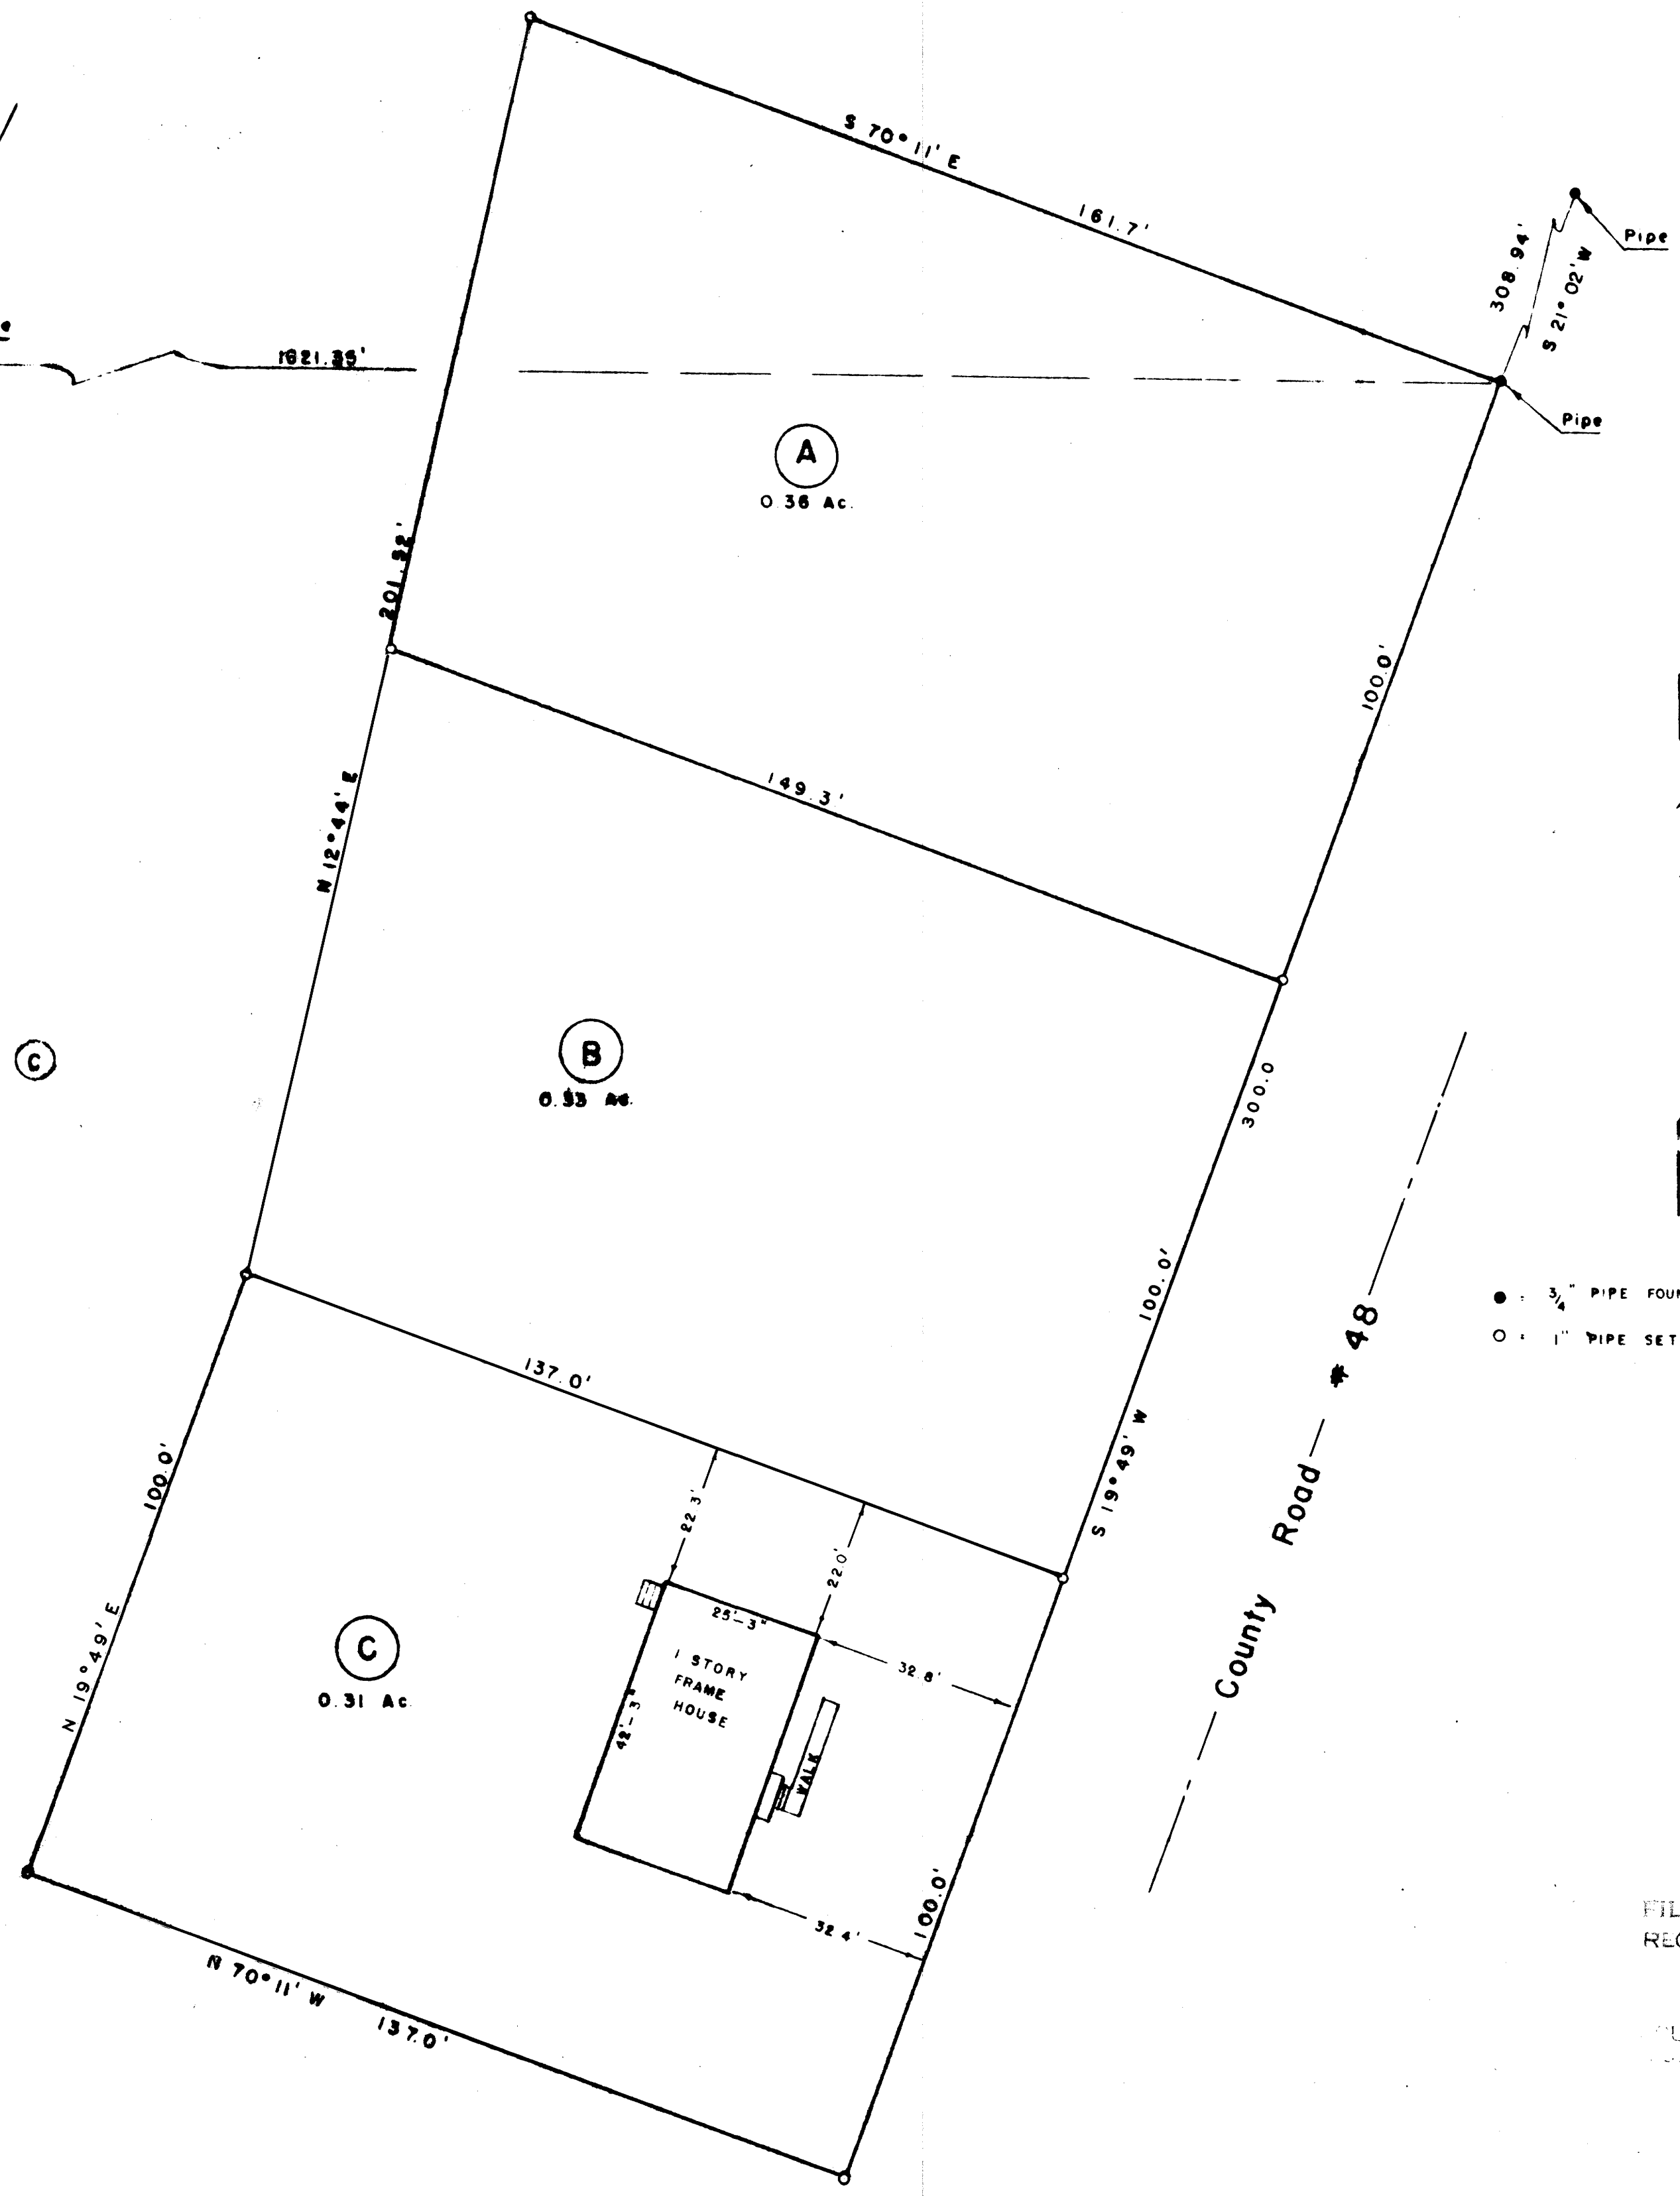 S 70°11' E
161.7'
308.94'
S 21°02' W
Pipe
1621.35'
Pipe
A
0.36 Ac.
201.52'
100.0'
149.3'
N 12°44' E
C
B
0.33 Ac.
300.0
100.0'
137.0'
● = 3/4" PIPE FOUN
○ = 1" PIPE SET
County Road # 48
S 19°49' W
100.0'
22.3'
22.0'
25'-3"
32.8'
N 19°49' E
C
0.31 Ac.
1 STORY
FRAME
HOUSE
42'-3"
WALK
100.0'
32.4'
N 70°11' W
137.0'
FIL
REC